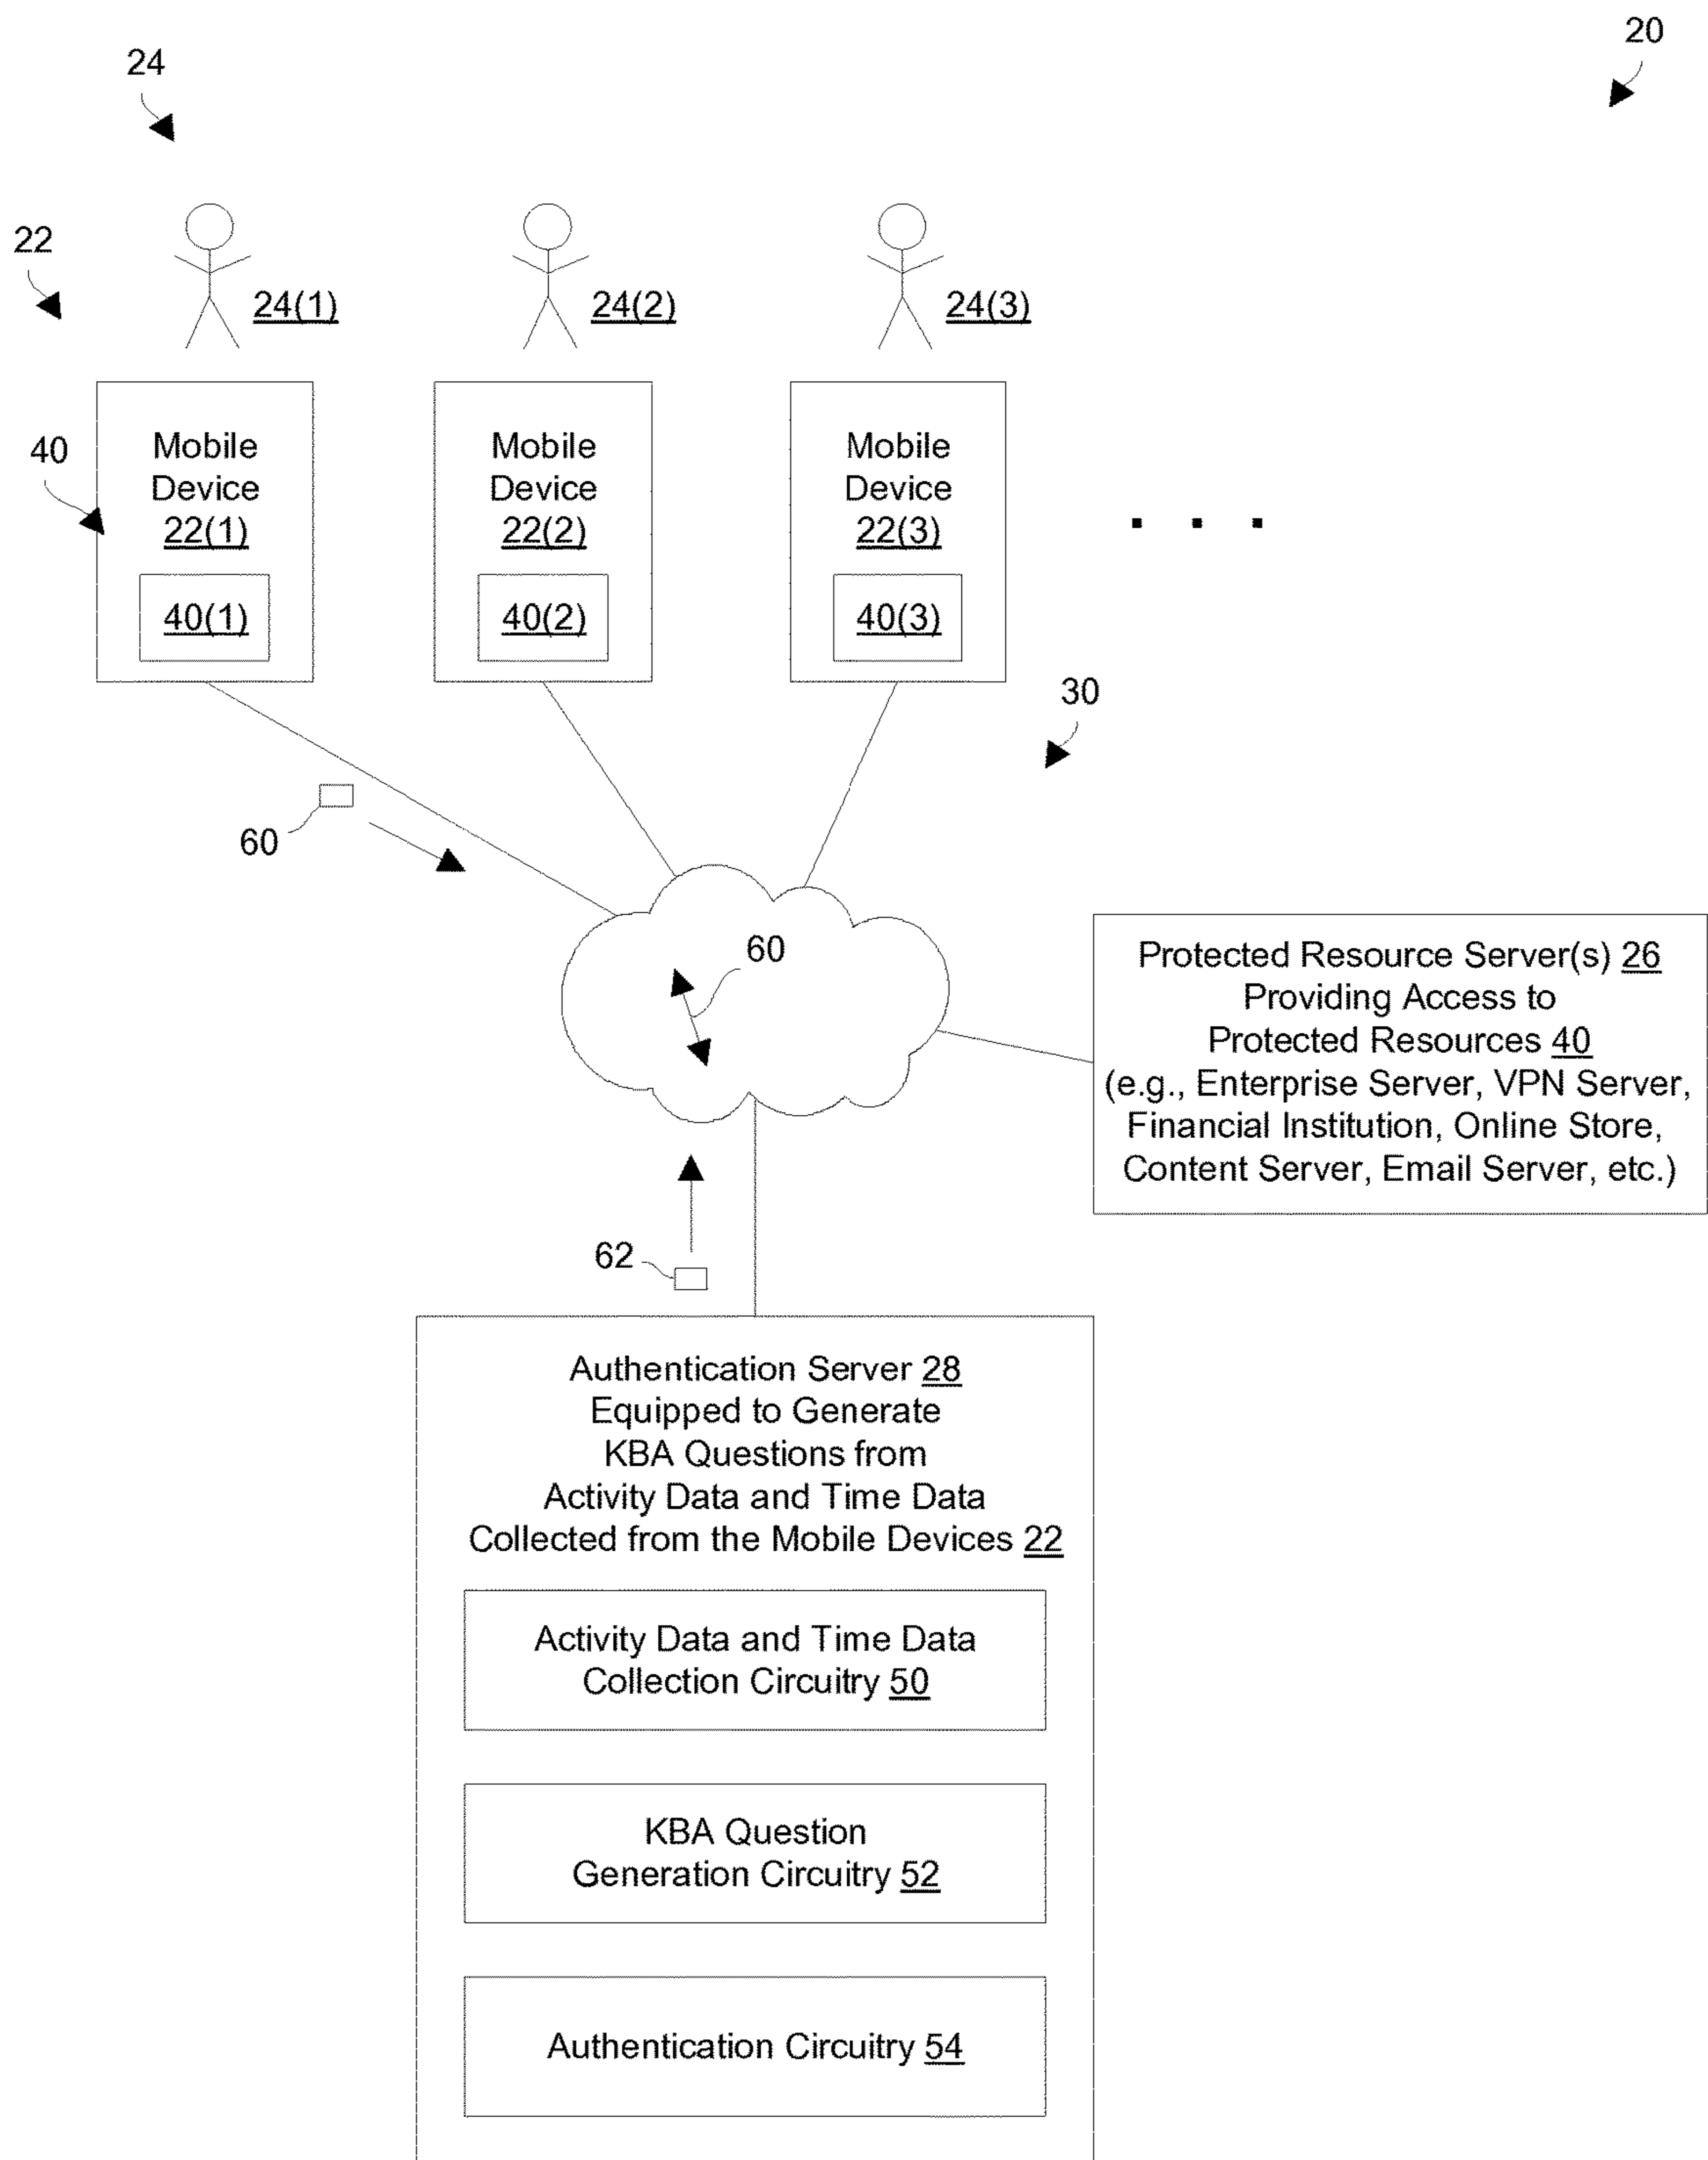 20
24
22
24(1)
24(2)
24(3)
40
Mobile
Device
22(1)
40(1)
Mobile
Device
22(2)
40(2)
Mobile
Device
22(3)
40(3)
. . .
30
60
60
Protected Resource Server(s) 26
Providing Access to
Protected Resources 40
(e.g., Enterprise Server, VPN Server,
Financial Institution, Online Store,
Content Server, Email Server, etc.)
62
Authentication Server 28
Equipped to Generate
KBA Questions from
Activity Data and Time Data
Collected from the Mobile Devices 22
Activity Data and Time Data
Collection Circuitry 50
KBA Question
Generation Circuitry 52
Authentication Circuitry 54